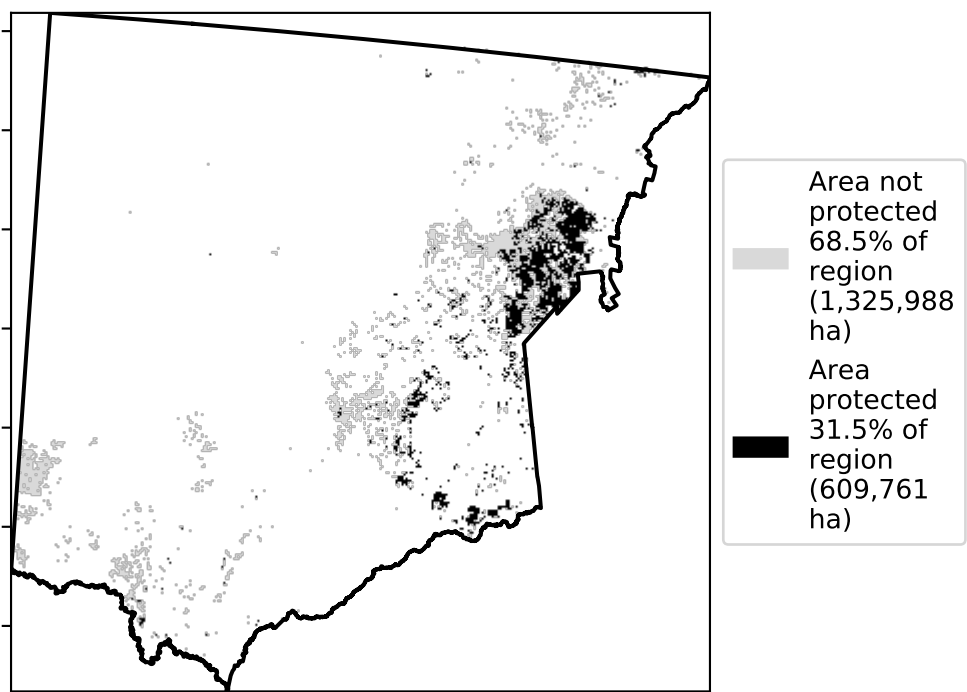 Area not
protected
68.5% of
region
(1,325,988
ha)
Area
protected
31.5% of
region
(609,761
ha)